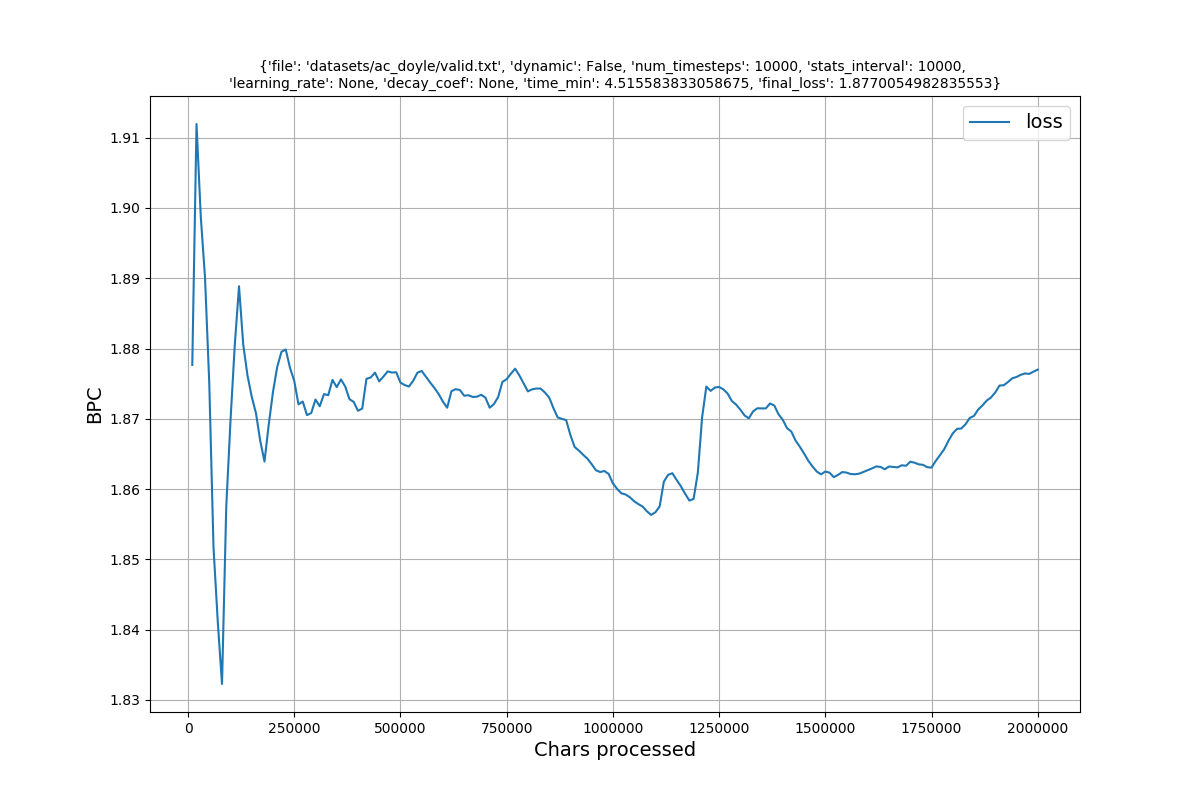 {'file': 'datasets/ac_doyle/valid.txt', 'dynamic': False, 'num_timesteps': 10000, 'stats_interval': 10000,
'learning_rate': None, 'decay_coef': None, 'time_min': 4.515583833058675, 'final_loss': 1.8770054982835553}
loss
1.91
1.90
1.89
1.88
1.87
1.86
1.85
1.84
1.83
BPC
0 250000 500000 750000 1000000 1250000 1500000 1750000 2000000
Chars processed